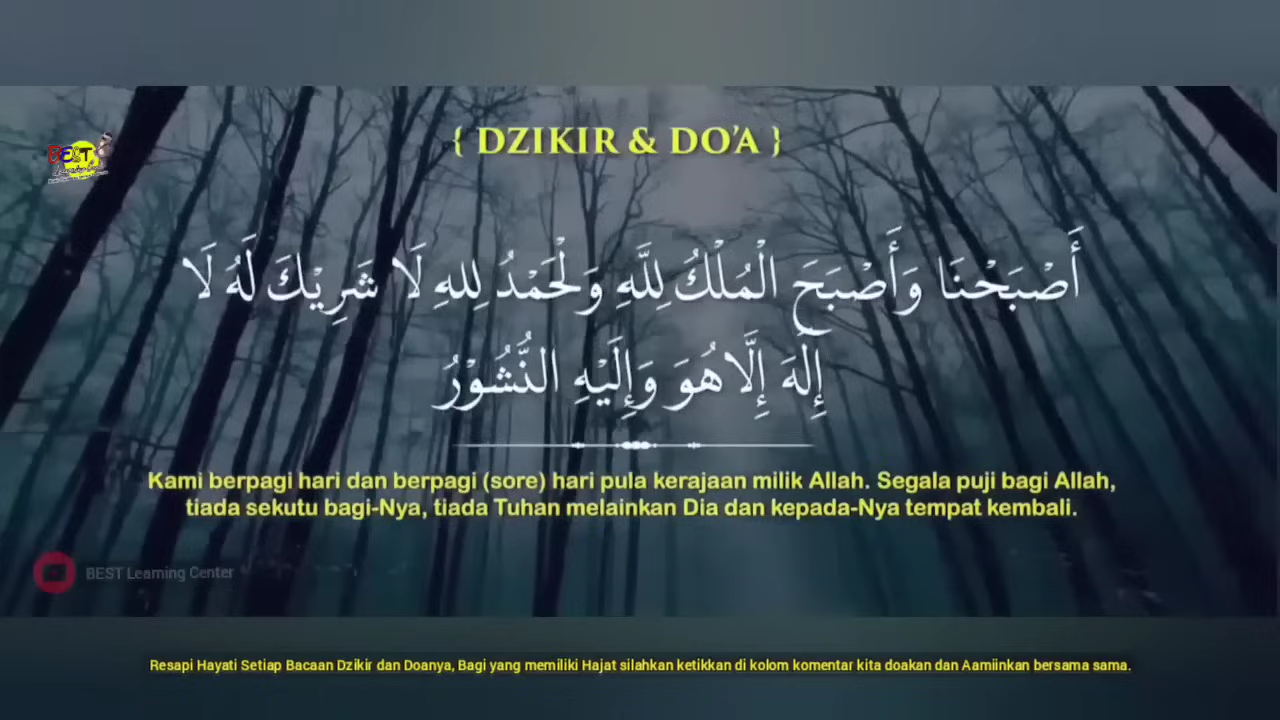 BEST
{ DZIKIR & DO'A }
أَصْبَحْنَا وَأَصْبَحَ الْمُلْكُ لِلَّهِ وَلْحَمْدُ لِلهِ لَا شَرِيْكَ لَهُ لَا
إِلٰهَ إِلَّا هُوَ وَإِلَيْهِ النُّشُوْرُ
Kami berpagi hari dan berpagi (sore) hari pula kerajaan milik Allah. Segala puji bagi Allah,
tiada sekutu bagi-Nya, tiada Tuhan melainkan Dia dan kepada-Nya tempat kembali.
BEST Learning Center
Resapi Hayati Setiap Bacaan Dzikir dan Doanya, Bagi yang memiliki Hajat silahkan ketikkan di kolom komentar kita doakan dan Aamiinkan bersama sama.